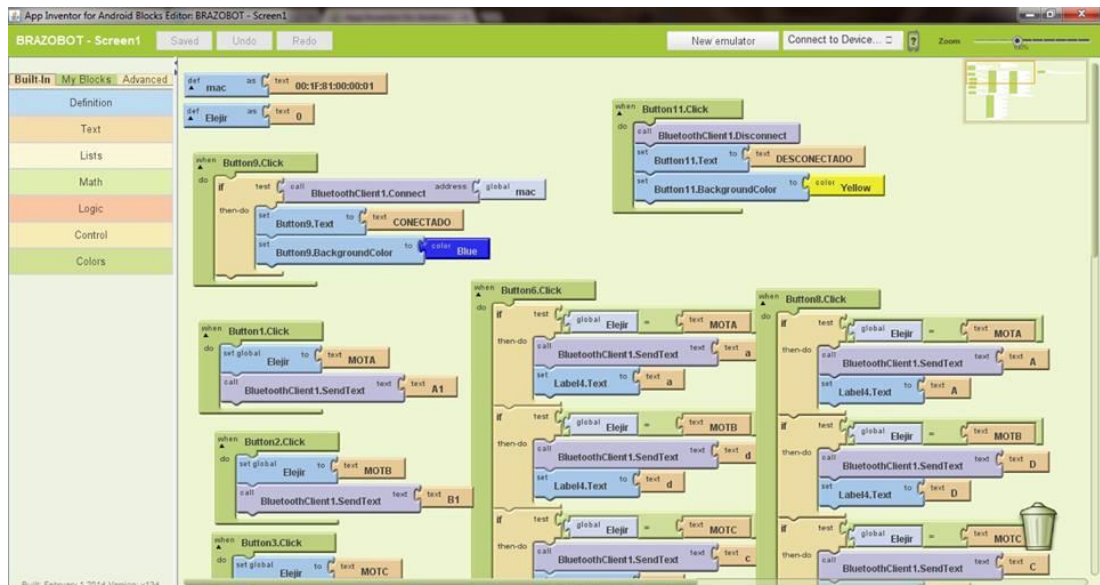 App Inventor for Android Blocks Editor: BRAZOBOT - Screen1
BRAZOBOT - Screen1 Saved Undo Redo New emulator Connect to Device... ? Zoom
Built-In My Blocks Advanced
Definition
Text
Lists
Math
Logic
Control
Colors
def mac as text 00:1F:81:00:00:01
def Elejir as text 0
when Button9.Click
do if test call BluetoothClient1.Connect address global mac
then-do set Button9.Text to text CONECTADO
set Button9.BackgroundColor to color Blue
when Button11.Click
do call BluetoothClient1.Disconnect
set Button11.Text to text DESCONECTADO
set Button11.BackgroundColor to color Yellow
when Button1.Click
do set global Elejir to text MOTA
call BluetoothClient1.SendText text text A1
when Button2.Click
do set global Elejir to text MOTB
call BluetoothClient1.SendText text text B1
when Button3.Click
do set global Elejir to text MOTC
when Button6.Click
do if test global Elejir = text MOTA
then-do call BluetoothClient1.SendText text text a
set Label4.Text to text a
if test global Elejir = text MOTB
then-do call BluetoothClient1.SendText text text d
set Label4.Text to text d
if test global Elejir = text MOTC
then-do call BluetoothClient1.SendText text text c
when Button8.Click
do if test global Elejir = text MOTA
then-do call BluetoothClient1.SendText text text A
set Label4.Text to text A
if test global Elejir = text MOTB
then-do call BluetoothClient1.SendText text text D
set Label4.Text to text D
if test global Elejir = text MOTC
then-do call BluetoothClient1.SendText text text C